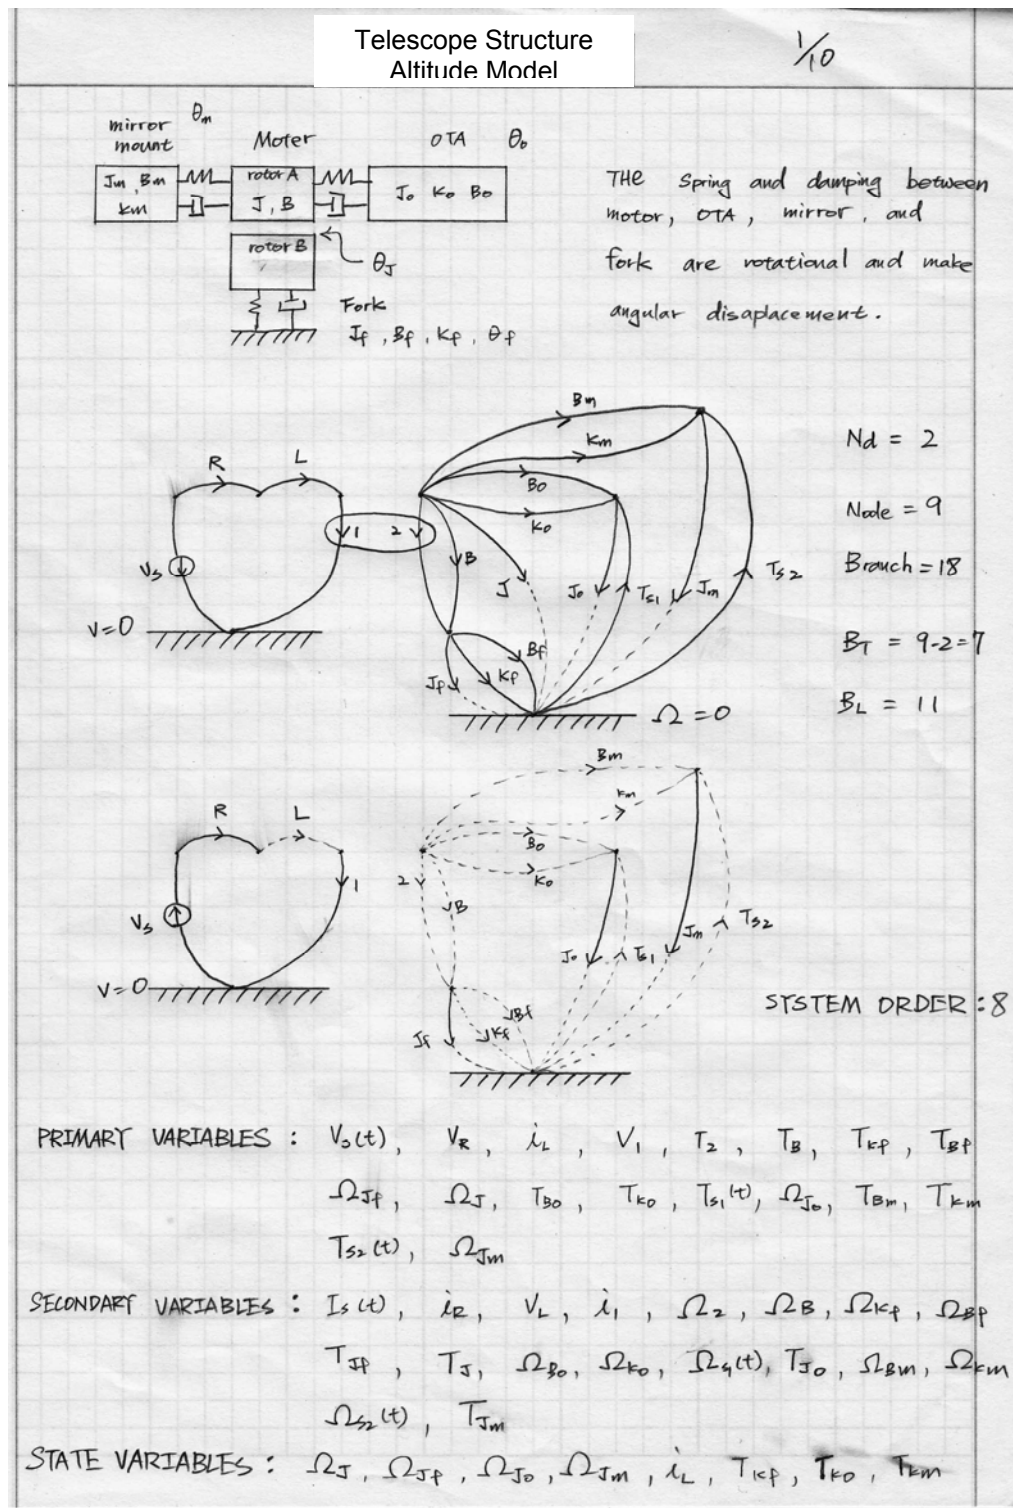 Telescope Structure
Altitude Model
1/10
mirror mount θm
Moter
OTA θo
Jm, Bm
Km
rotor A
J, B
Jo Ko Bo
rotor B
θJ
Fork
Jf, Bf, Kf, θf
THE Spring and damping between
motor, OTA, mirror, and
fork are rotational and make
angular disaplacement.
R L
Vs
V=0
1 2
Bm
Km
Bo
Ko
B
J
Jo
Ts1
Jm
Ts2
Jf
Kf
Bf
Ω=0
Nd = 2
Node = 9
Branch = 18
BT = 9-2=7
BL = 11
R L
Vs
1
V=0
2
Bm
Km
Bo
Ko
B
Jo
Ts1
Jm
Ts2
Jf
Kf
Bf
SYSTEM ORDER: 8
PRIMARY VARIABLES : Vs(t), VR, iL, V1, T2, TB, TKf, TBf
ΩJf, ΩJ, TBo, TKo, Ts1(t), ΩJo, TBm, TKm
Ts2(t), ΩJm
SECONDARY VARIABLES : Is(t), iR, VL, i1, Ω2, ΩB, ΩKf, ΩBf
TJf, TJ, ΩBo, ΩKo, Ωs1(t), TJo, ΩBm, ΩKm
Ωs2(t), TJm
STATE VARIABLES : ΩJ, ΩJf, ΩJo, ΩJm, iL, TKf, TKo, TKm